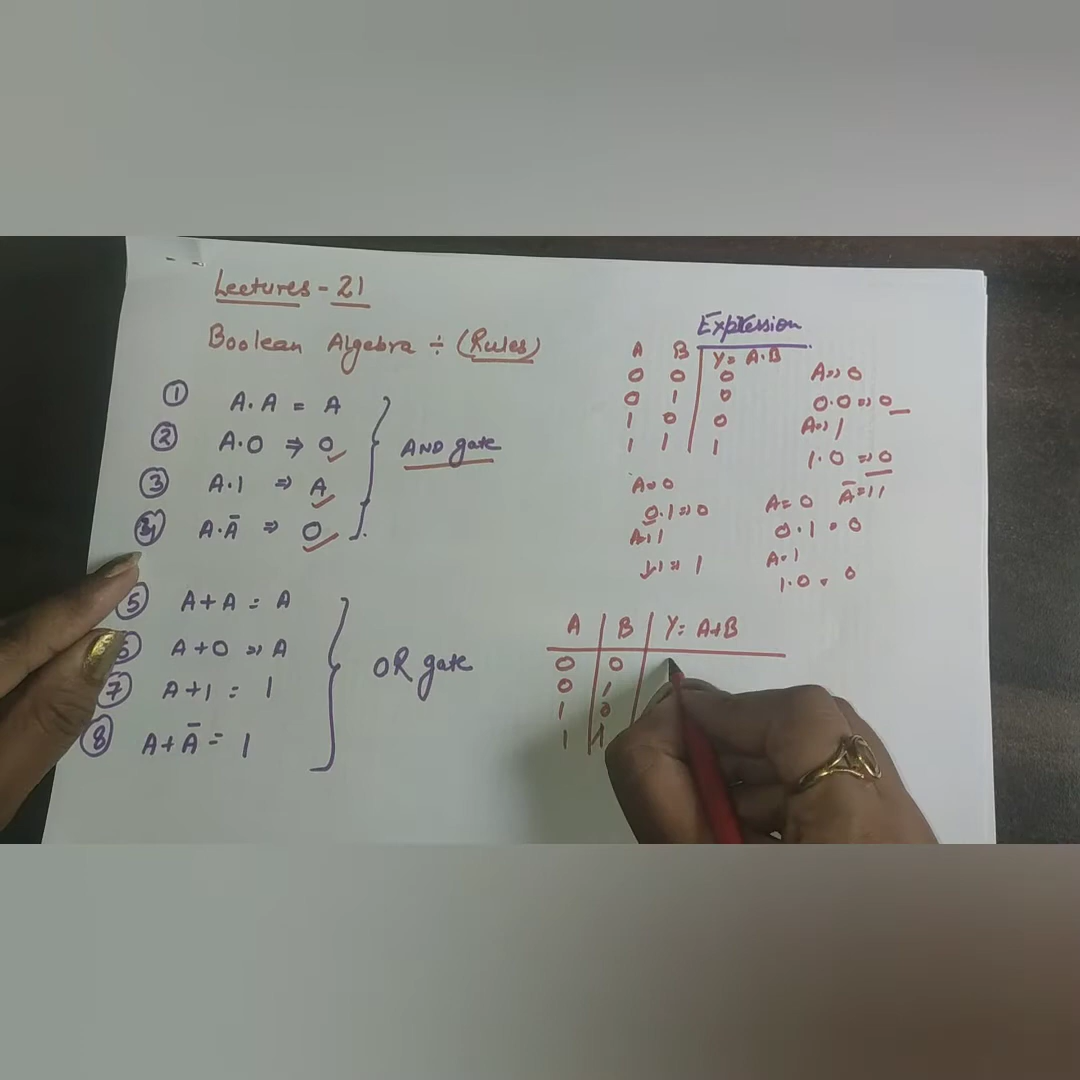 Lectures - 21
Boolean Algebra ÷ (Rules)
① A.A = A
② A.0 ⇒ 0
③ A.1 ⇒ A
A.Ā ⇒ 0
AND gate
⑤ A+A = A
⑥ A+0 ⇒ A
⑦ A+1 = 1
⑧ A+Ā = 1
OR gate
Expression
A B Y= A.B
0 0 0
0 1 0
1 0 0
1 1 1
A⇒0
0.0 ⇒ 0
A⇒1
1.0 ⇒ 0
A=0
0.1 ⇒ 0
A=1
1.1 = 1
A=0 Ā=1
0.1 = 0
A=1
1.0 = 0
A B Y= A+B
0 0
0 1
1 0
1 1